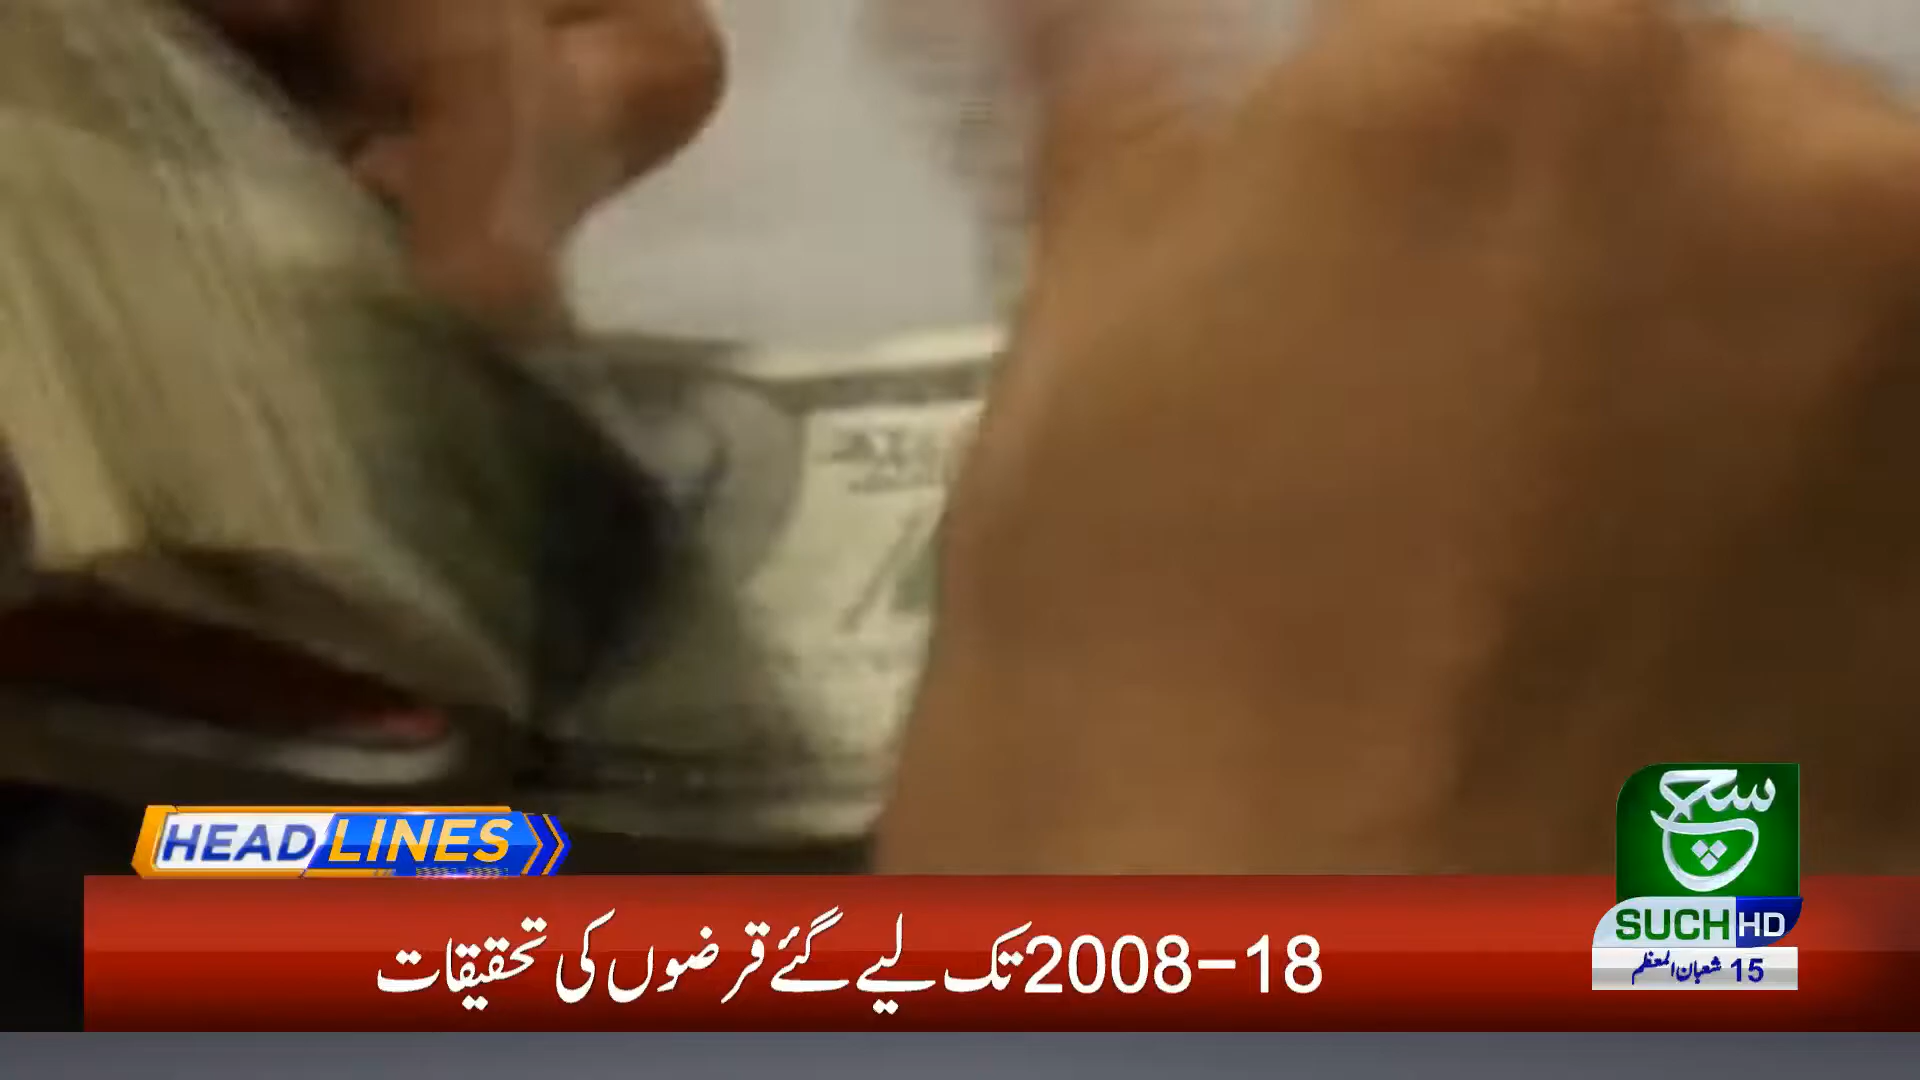 HEADLINES
2008-18 تک لیے گئے قرضوں کی تحقیقات
سچ
SUCH HD
15 شعبان المعظم